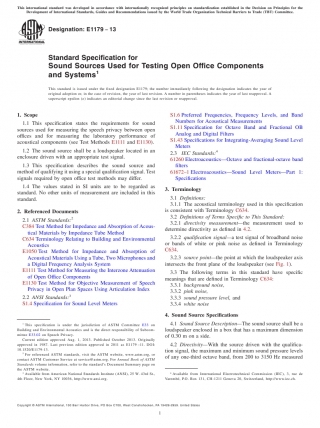 This international standard was developed in accordance with internationally recognized principles on standardization established in the Decision on Principles for the
Development of International Standards, Guides and Recommendations issued by the World Trade Organization Technical Barriers to Trade (TBT) Committee.
Designation: E1179 – 13
INTERNATIONAL
Standard Specification for
Sound Sources Used for Testing Open Office Components
and Systems¹
This standard is issued under the fixed designation E1179; the number immediately following the designation indicates the year of
original adoption or, in the case of revision, the year of last revision. A number in parentheses indicates the year of last reapproval. A
superscript epsilon (ε) indicates an editorial change since the last revision or reapproval.
1. Scope
1.1 This specification states the requirements for sound
sources used for measuring the speech privacy between open
offices and for measuring the laboratory performance of
acoustical components (see Test Methods E1111 and E1130).
1.2 The sound source shall be a loudspeaker located in an
enclosure driven with an appropriate test signal.
1.3 This specification describes the sound source and
method of qualifying it using a special qualification signal. Test
signals required by open office test methods may differ.
1.4 The values stated in SI units are to be regarded as
standard. No other units of measurement are included in this
standard.
2. Referenced Documents
2.1 ASTM Standards:²
C384 Test Method for Impedance and Absorption of Acous-
tical Materials by Impedance Tube Method
C634 Terminology Relating to Building and Environmental
Acoustics
E1050 Test Method for Impedance and Absorption of
Acoustical Materials Using a Tube, Two Microphones and
a Digital Frequency Analysis System
E1111 Test Method for Measuring the Interzone Attenuation
of Open Office Components
E1130 Test Method for Objective Measurement of Speech
Privacy in Open Plan Spaces Using Articulation Index
2.2 ANSI Standards:³
S1.4 Specification for Sound Level Meters
S1.6 Preferred Frequencies, Frequency Levels, and Band
Numbers for Acoustical Measurements
S1.11 Specification for Octave Band and Fractional OB
Analog and Digital Filters
S1.43 Specifications for Integrating-Averaging Sound Level
Meters
2.3 IEC Standards:⁴
61260 Electroacoustics—Octave and fractional-octave band
filters
61672–1 Electroacoustics—Sound Level Meters—Part 1:
Specifications
3. Terminology
3.1 Definitions:
3.1.1 The acoustical terminology used in this specification
is consistent with Terminology C634.
3.2 Definitions of Terms Specific to This Standard:
3.2.1 directivity measurement—the measurement used to
determine directivity as defined in 4.2.
3.2.2 qualification signal—a test signal of broadband noise
or bands of white or pink noise as defined in Terminology
C634.
3.2.3 source point—the point at which the loudspeaker axis
intersects the front plane of the loudspeaker (see Fig. 1).
3.3 The following terms in this standard have specific
meanings that are defined in Terminology C634:
3.3.1 background noise,
3.3.2 pink noise,
3.3.3 sound pressure level, and
3.3.4 white noise
4. Sound Source Specifications
4.1 Sound Source Description—The sound source shall be a
loudspeaker enclosed in a box that has a maximum dimension
of 0.30 m on a side.
4.2 Directivity—With the source driven with the qualifica-
tion signal, the maximum and minimum sound pressure levels
of any one-third octave band, from 200 to 3150 Hz measured
¹ This specification is under the jurisdiction of ASTM Committee E33 on
Building and Environmental Acoustics and is the direct responsibility of Subcom-
mittee E33.02 on Speech Privacy.
Current edition approved Aug. 1, 2013. Published October 2013. Originally
approved in 1987. Last previous edition approved in 2011 as
² For referenced ASTM standards, visit the ASTM website, www.astm.org, or
contact ASTM Customer Service at service@astm.org. For Annual Book of ASTM
Standards volume information, refer to the standard's Document Summary page on
the ASTM website.
³ Available from American National Standards Institute (ANSI), 25 W. 43rd St.,
4th Floor, New York, NY 10036, http://www.ansi.org.
⁴ Available from International Electrotechnical Commission (IEC), 3, rue de
Varembé, 1211, Geneva 20, Switzerland, http://www.iec.ch.
Copyright © ASTM International, 100 Barr Harbor Drive, PO Box C700, West Conshohocken, PA 19428-2959. United States
1